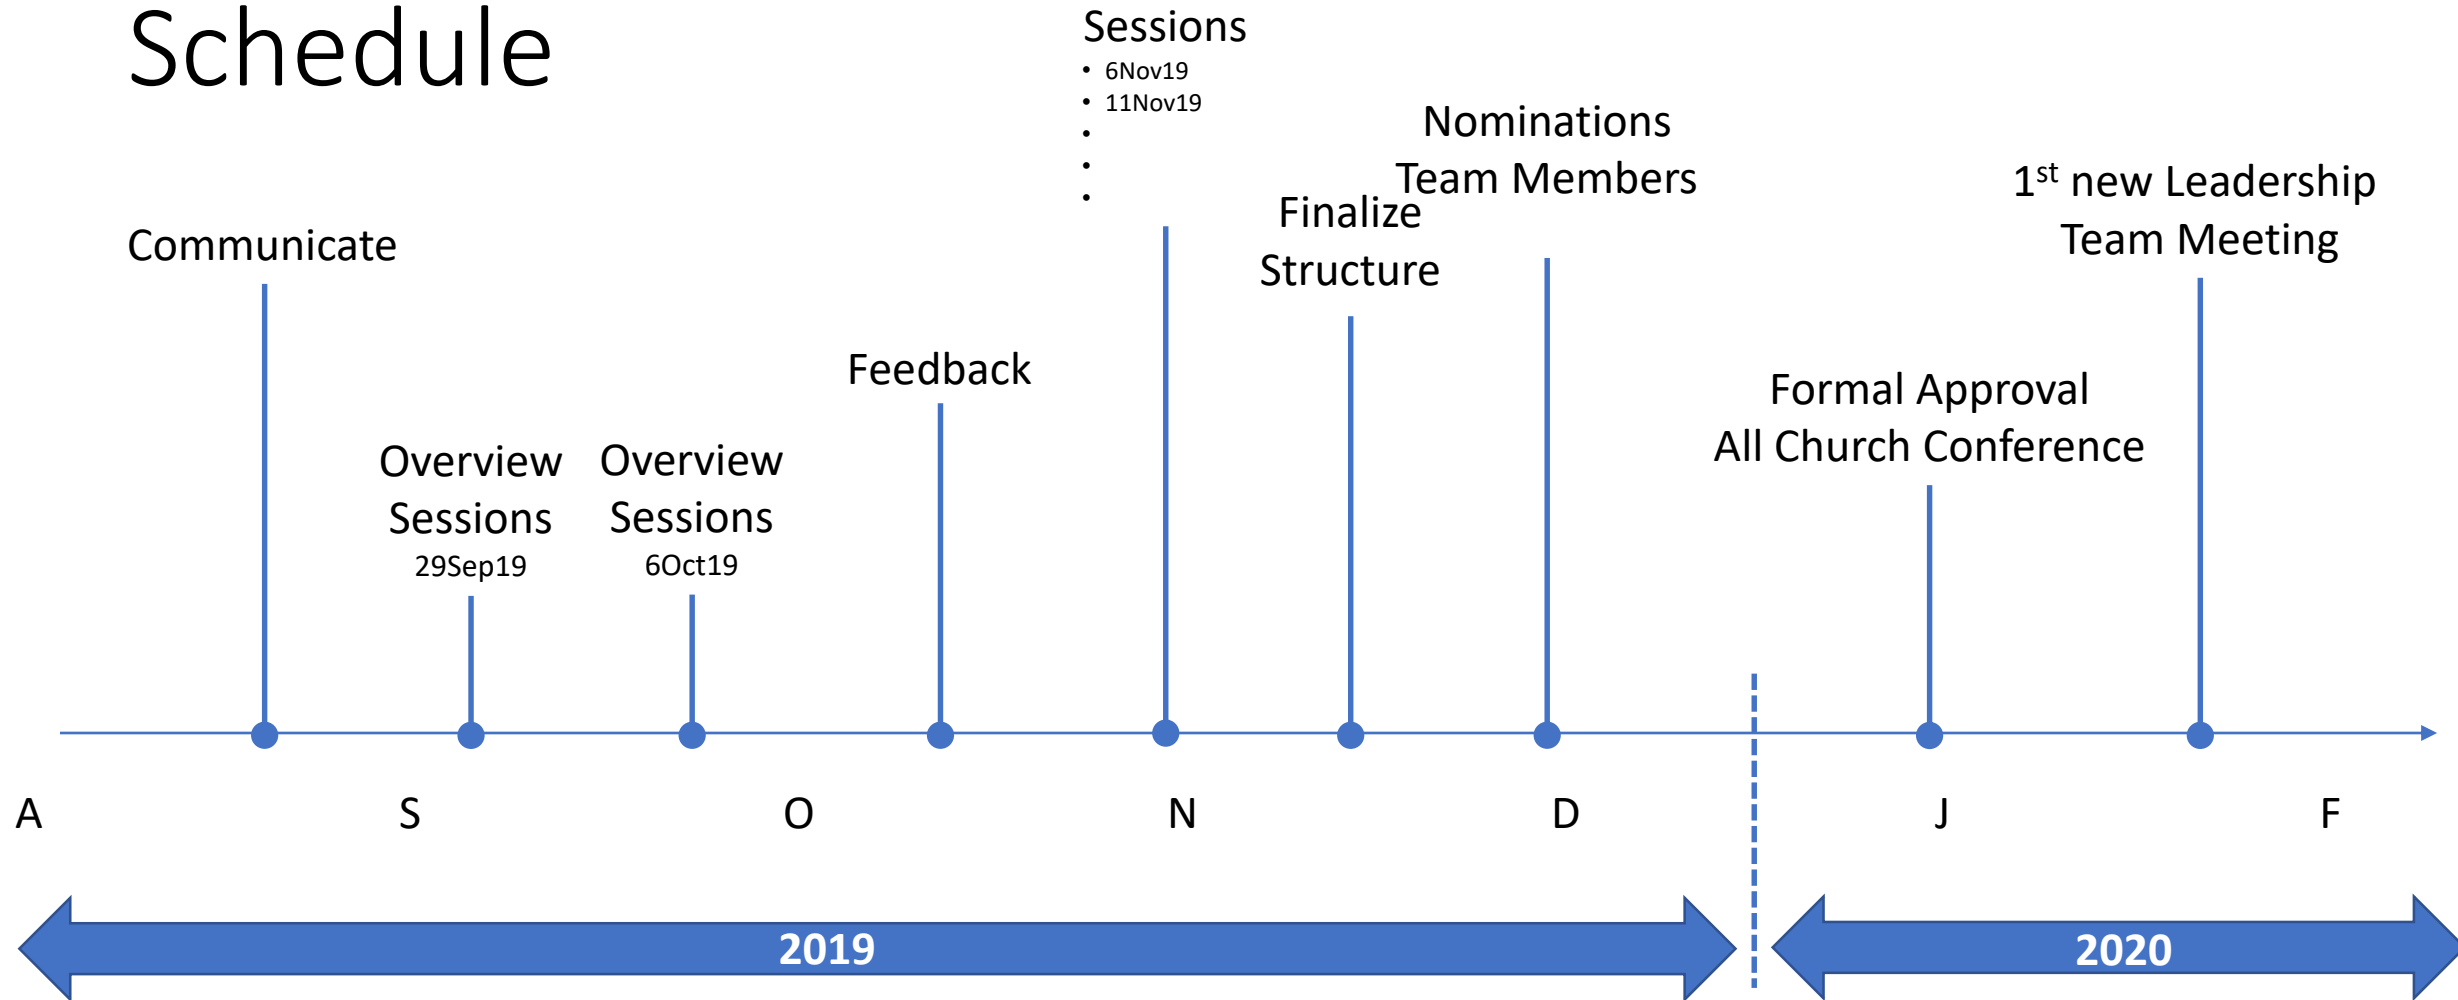 Schedule
Sessions
• 6Nov19
• 11Nov19
•
•
•
Communicate
Overview
Sessions
29Sep19
Overview
Sessions
6Oct19
Feedback
Finalize
Structure
Nominations
Team Members
Formal Approval
All Church Conference
1st new Leadership
Team Meeting
A S O N D J F
2019 2020